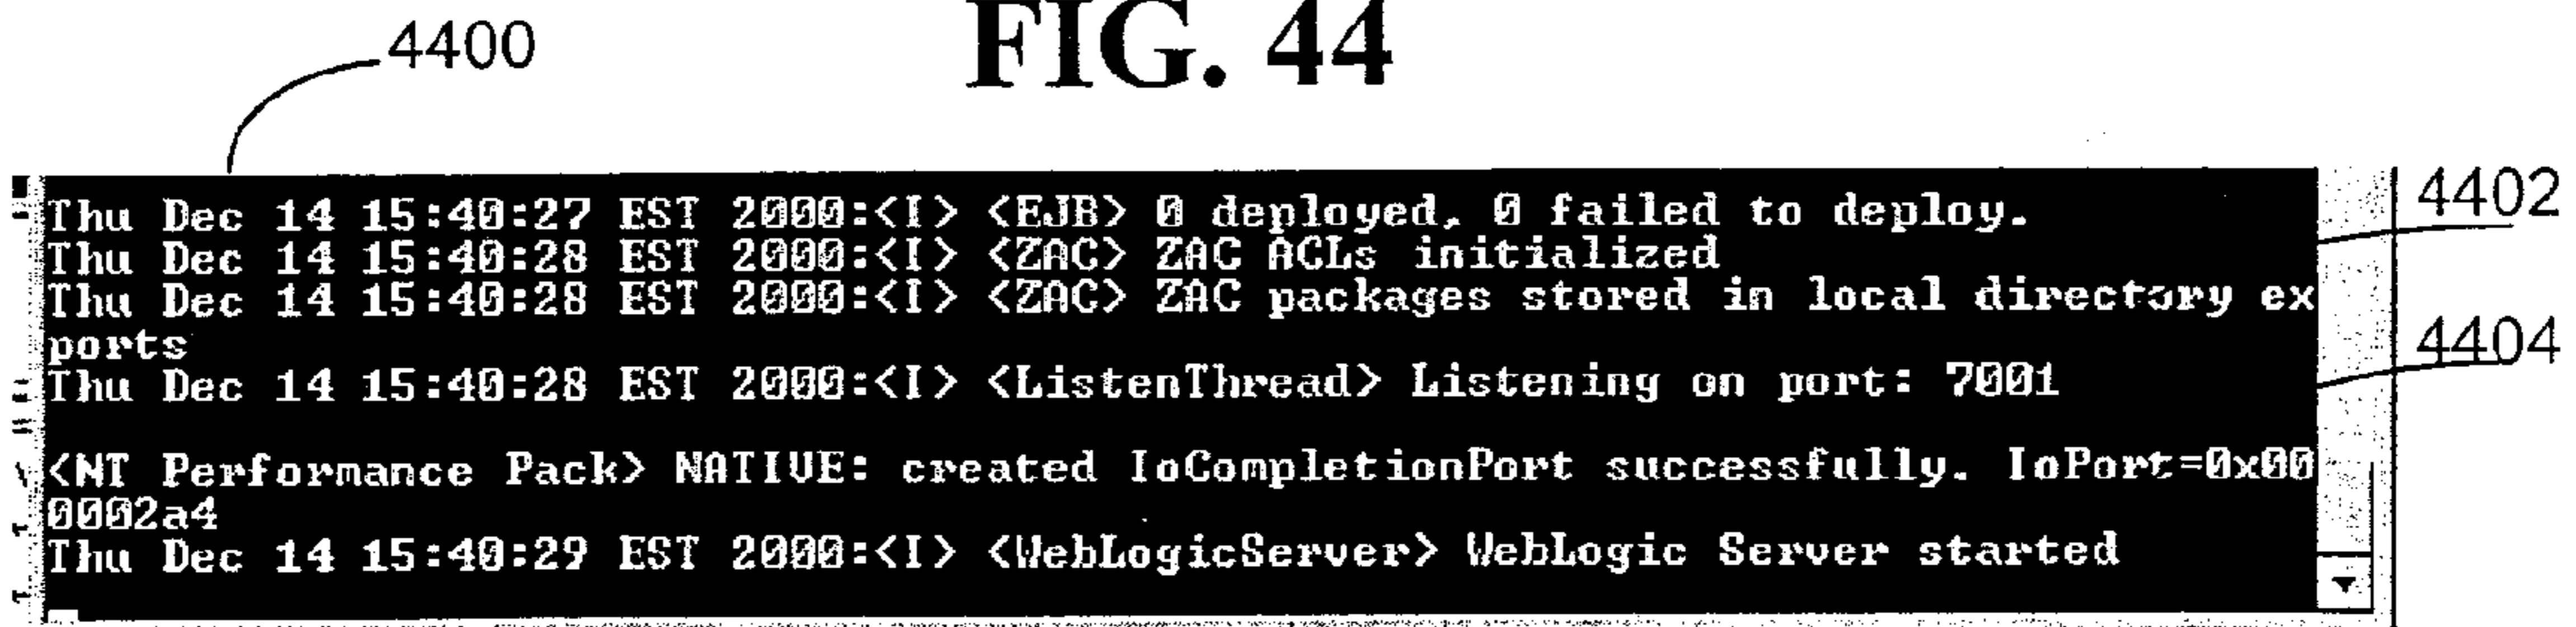 FIG. 44
4400
Thu Dec 14 15:40:27 EST 2000:<I> <EJB> 0 deployed, 0 failed to deploy.
4402
Thu Dec 14 15:40:28 EST 2000:<I> <ZAC> ZAC ACLs initialized
Thu Dec 14 15:40:28 EST 2000:<I> <ZAC> ZAC packages stored in local directory ex
ports
4404
Thu Dec 14 15:40:28 EST 2000:<I> <ListenThread> Listening on port: 7001
<NT Performance Pack> NATIVE: created IoCompletionPort successfully. IoPort=0x00
0002a4
Thu Dec 14 15:40:29 EST 2000:<I> <WebLogicServer> WebLogic Server started